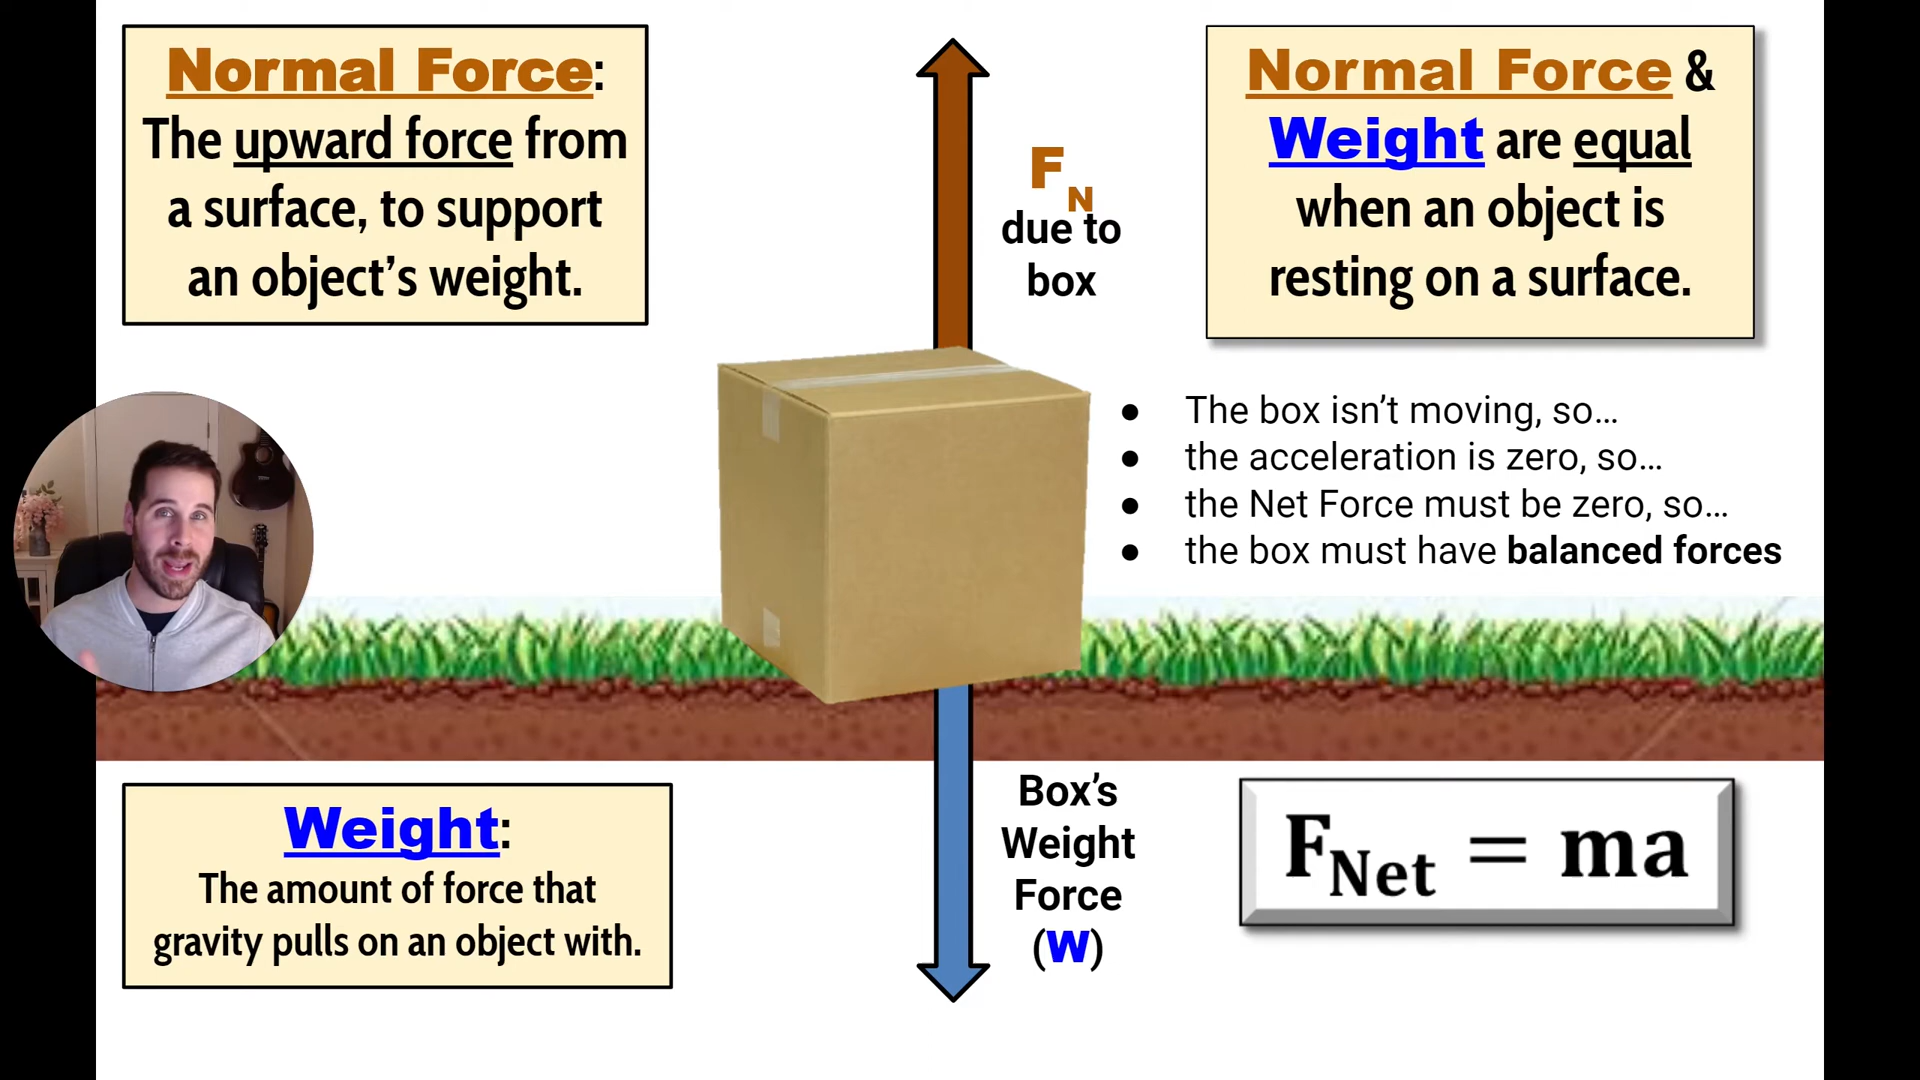 Normal Force:
The upward force from
a surface, to support
an object’s weight.
F N
due to
box
Normal Force &
Weight are equal
when an object is
resting on a surface.
● The box isn’t moving, so…
● the acceleration is zero, so…
● the Net Force must be zero, so…
● the box must have balanced forces
Weight:
The amount of force that
gravity pulls on an object with.
Box’s
Weight
Force
(W)
F Net = ma